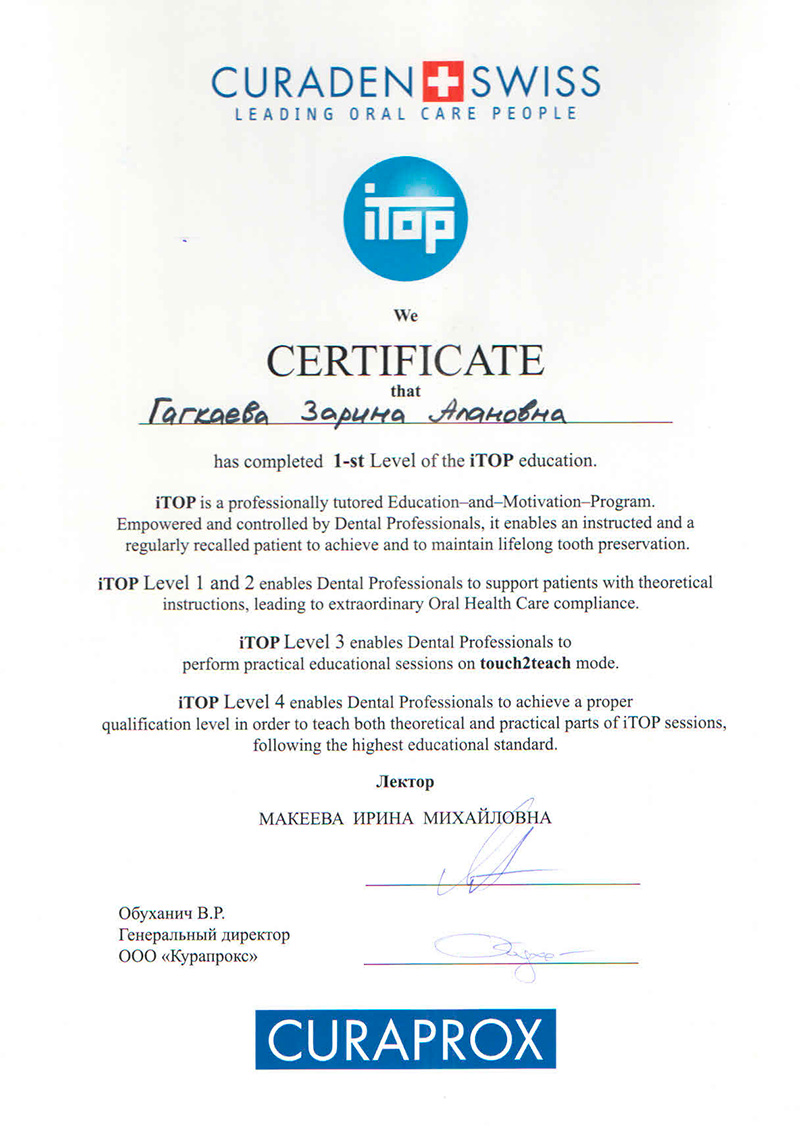 CURADEN SWISS
LEADING ORAL CARE PEOPLE
iTop
We
CERTIFICATE
that
Гагкаева Зарина Алановна
has completed 1-st Level of the iTOP education.
iTOP is a professionally tutored Education–and–Motivation–Program.
Empowered and controlled by Dental Professionals, it enables an instructed and a
regularly recalled patient to achieve and to maintain lifelong tooth preservation.
iTOP Level 1 and 2 enables Dental Professionals to support patients with theoretical
instructions, leading to extraordinary Oral Health Care compliance.
iTOP Level 3 enables Dental Professionals to
perform practical educational sessions on touch2teach mode.
iTOP Level 4 enables Dental Professionals to achieve a proper
qualification level in order to teach both theoretical and practical parts of iTOP sessions,
following the highest educational standard.
Лектор
МАКЕЕВА ИРИНА МИХАЙЛОВНА
Обуханич В.Р.
Генеральный директор
ООО «Курапрокс»
CURAPROX